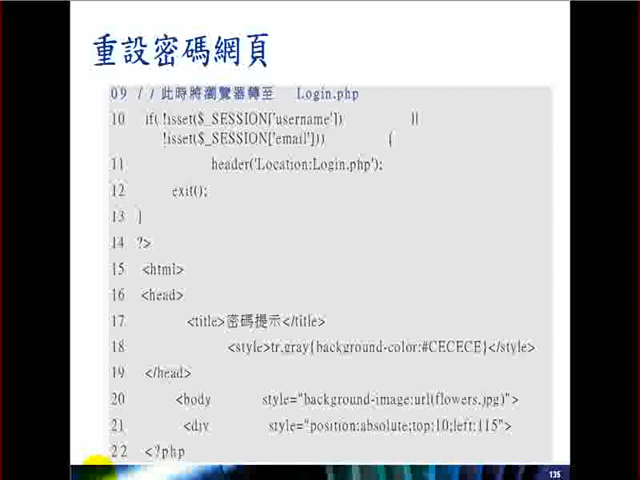 重設密碼網頁
09 // 此時將瀏覽器轉至 Login.php
10 if( !isset($_SESSION['username']) ||
!isset($_SESSION['email'])) {
11 header('Location:Login.php');
12 exit();
13 }
14 ?>
15 <html>
16 <head>
17 <title>密碼提示</title>
18 <style>tr.gray{background-color:#CECECE}</style>
19 </head>
20 <body style="background-image:url(flowers.jpg)">
21 <div style="position:absolute;top:10;left:115">
22 <?php
135